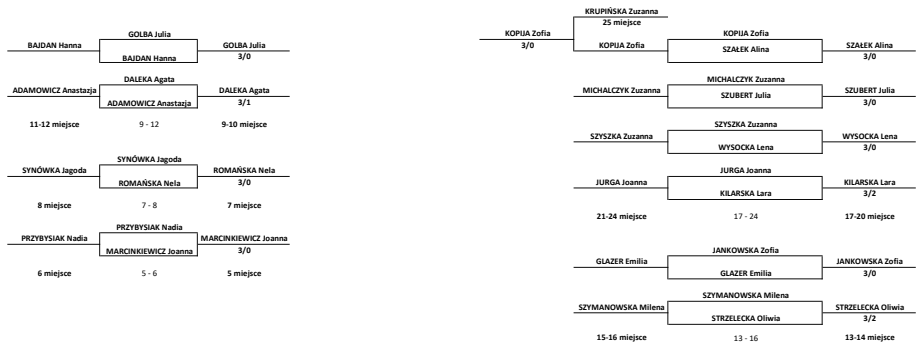 GOLBA Julia
BAJDAN Hanna GOLBA Julia
BAJDAN Hanna 3/0
DALEKA Agata
ADAMOWICZ Anastazja DALEKA Agata
ADAMOWICZ Anastazja 3/1
11-12 miejsce 9 - 12 9-10 miejsce
SYNÓWKA Jagoda
SYNÓWKA Jagoda ROMAŃSKA Nela
ROMAŃSKA Nela 3/0
8 miejsce 7 - 8 7 miejsce
PRZYBYSIAK Nadia
PRZYBYSIAK Nadia MARCINKIEWICZ Joanna
MARCINKIEWICZ Joanna 3/0
6 miejsce 5 - 6 5 miejsce
KRUPIŃSKA Zuzanna
25 miejsce
KOPIJA Zofia KOPIJA Zofia
3/0 KOPIJA Zofia SZAŁEK Alina
SZAŁEK Alina 3/0
MICHALCZYK Zuzanna
MICHALCZYK Zuzanna SZUBERT Julia
SZUBERT Julia 3/0
SZYSZKA Zuzanna
SZYSZKA Zuzanna WYSOCKA Lena
WYSOCKA Lena 3/0
JURGA Joanna
JURGA Joanna KILARSKA Lara
KILARSKA Lara 3/2
21-24 miejsce 17 - 24 17-20 miejsce
JANKOWSKA Zofia
GLAZER Emilia JANKOWSKA Zofia
GLAZER Emilia 3/0
SZYMANOWSKA Milena
SZYMANOWSKA Milena STRZELECKA Oliwia
STRZELECKA Oliwia 3/2
15-16 miejsce 13 - 16 13-14 miejsce